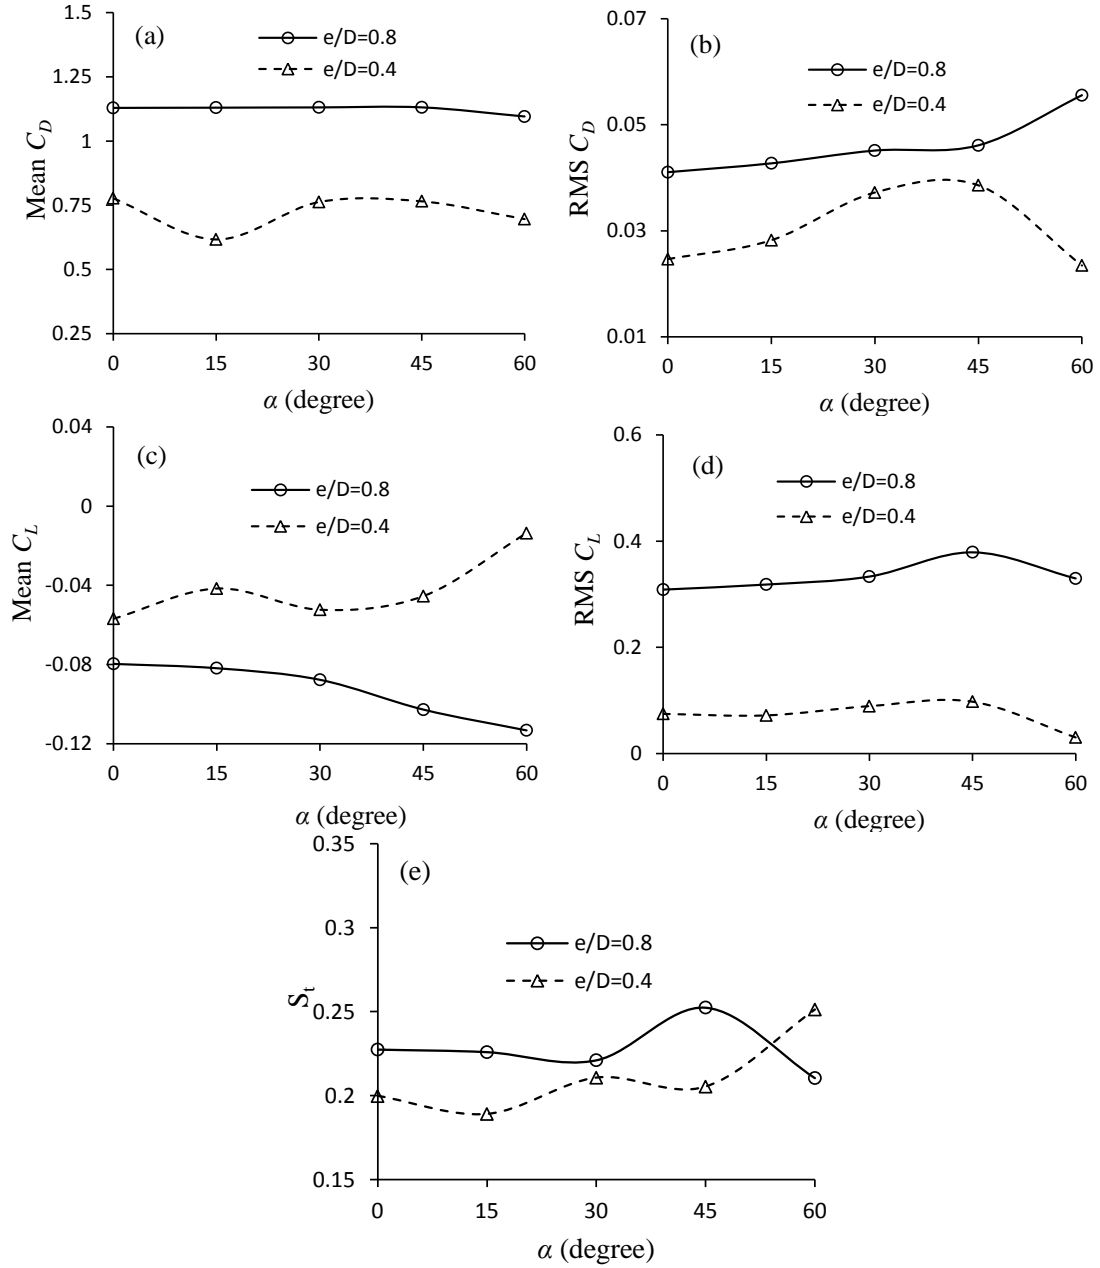 (a)
e/D=0.8
e/D=0.4
Mean C_D
1.5
1.25
1
0.75
0.5
0.25
0 15 30 45 60
α (degree)
(b)
e/D=0.8
e/D=0.4
RMS C_D
0.07
0.05
0.03
0.01
0 15 30 45 60
α (degree)
(c)
e/D=0.8
e/D=0.4
Mean C_L
0.04
0
-0.04
-0.08
-0.12
0 15 30 45 60
α (degree)
(d)
e/D=0.8
e/D=0.4
RMS C_L
0.6
0.4
0.2
0
0 15 30 45 60
α (degree)
(e)
e/D=0.8
e/D=0.4
S_t
0.35
0.3
0.25
0.2
0.15
0 15 30 45 60
α (degree)